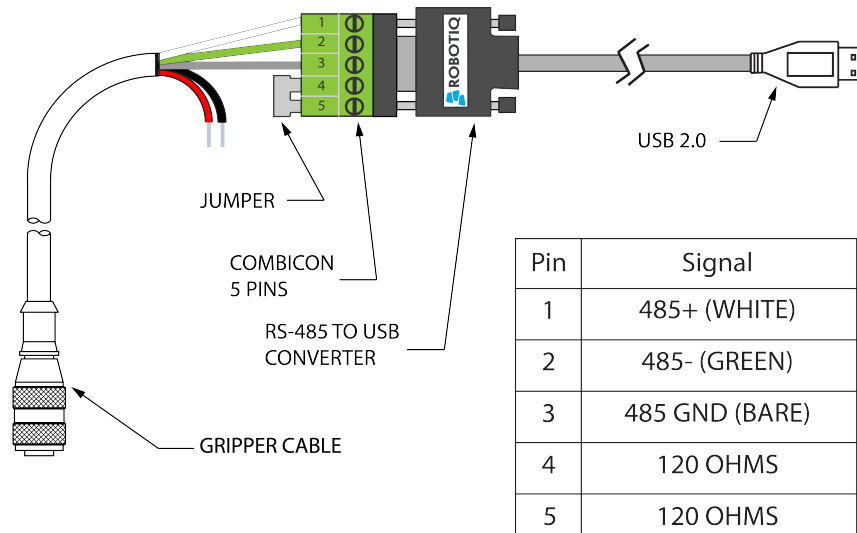 1
2
3
4
5
ROBOTIQ
USB 2.0
JUMPER
COMBICON
5 PINS
RS-485 TO USB
CONVERTER
GRIPPER CABLE
Pin Signal
1 485+ (WHITE)
2 485- (GREEN)
3 485 GND (BARE)
4 120 OHMS
5 120 OHMS